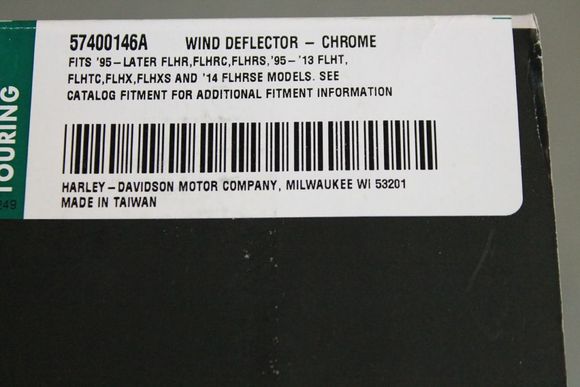 57400146A WIND DEFLECTOR – CHROME
FITS '95–LATER FLHR,FLHRC,FLHRS,'95–'13 FLHT,
FLHTC,FLHX,FLHXS AND '14 FLHRSE MODELS. SEE
CATALOG FITMENT FOR ADDITIONAL FITMENT INFORMATION
HARLEY–DAVIDSON MOTOR COMPANY, MILWAUKEE WI 53201
MADE IN TAIWAN
TOURING
249